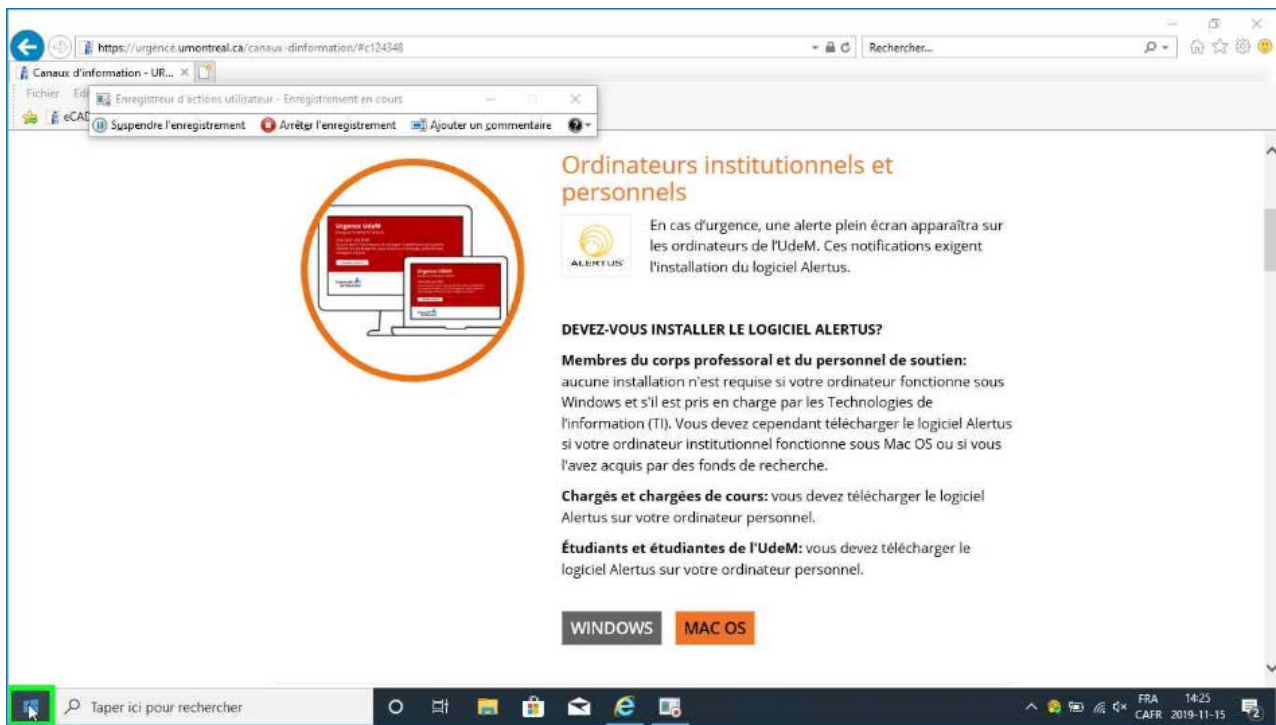 https://urgence.umontreal.ca/canaux-dinformation/#c124348
Rechercher...
Canaux d'information - UR...
Fichier Edi
Enregistreur d'actions utilisateur - Enregistrement en cours
eCAD
Suspendre l'enregistrement Arrêter l'enregistrement Ajouter un commentaire
Ordinateurs institutionnels et
personnels
Urgence UdeM
Urgence UdeM
ALERTUS
En cas d'urgence, une alerte plein écran apparaîtra sur
les ordinateurs de l'UdeM. Ces notifications exigent
l'installation du logiciel Alertus.
DEVEZ-VOUS INSTALLER LE LOGICIEL ALERTUS?
Membres du corps professoral et du personnel de soutien:
aucune installation n'est requise si votre ordinateur fonctionne sous
Windows et s'il est pris en charge par les Technologies de
l'information (TI). Vous devez cependant télécharger le logiciel Alertus
si votre ordinateur institutionnel fonctionne sous Mac OS ou si vous
l'avez acquis par des fonds de recherche.
Chargés et chargées de cours: vous devez télécharger le logiciel
Alertus sur votre ordinateur personnel.
Étudiants et étudiantes de l'UdeM: vous devez télécharger le
logiciel Alertus sur votre ordinateur personnel.
WINDOWS MAC OS
Taper ici pour rechercher
FRA 14:25
CAFR 2019-11-15
2